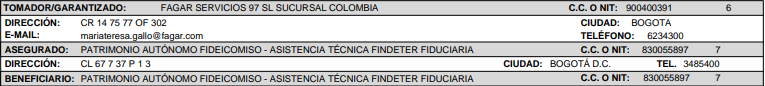 TOMADOR/GARANTIZADO: FAGAR SERVICIOS 97 SL SUCURSAL COLOMBIA C.C. O NIT: 900400391 6
DIRECCIÓN: CR 14 75 77 OF 302 CIUDAD: BOGOTA
E-MAIL: mariateresa.gallo@fagar.com TELÉFONO: 6234300
ASEGURADO: PATRIMONIO AUTÓNOMO FIDEICOMISO - ASISTENCIA TÉCNICA FINDETER FIDUCIARIA C.C. O NIT: 830055897 7
DIRECCIÓN: CL 67 7 37 P 1 3 CIUDAD: BOGOTÁ D.C. TEL. 3485400
BENEFICIARIO: PATRIMONIO AUTÓNOMO FIDEICOMISO - ASISTENCIA TÉCNICA FINDETER FIDUCIARIA C.C. O NIT: 830055897 7